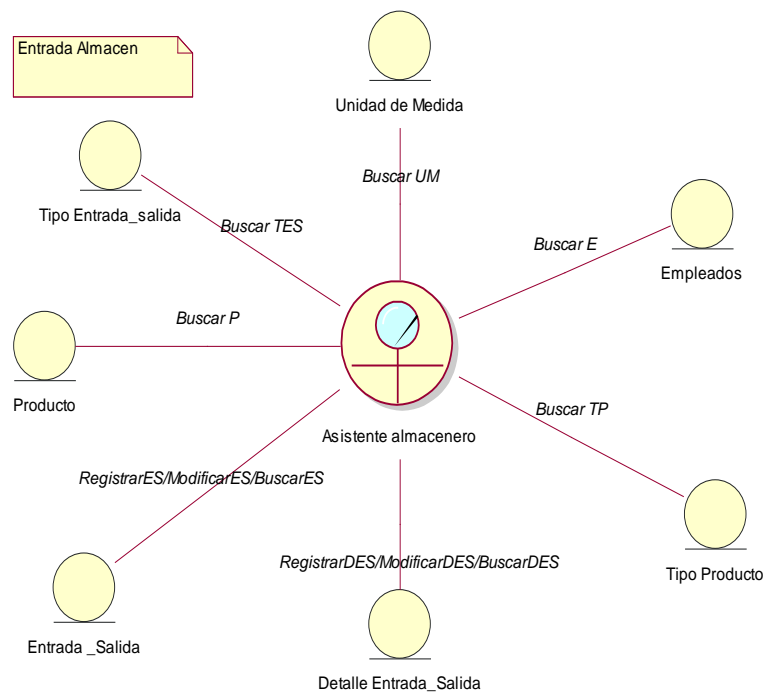 Entrada Almacen
Unidad de Medida
Buscar UM
Tipo Entrada_salida
Buscar TES
Buscar E
Empleados
Buscar P
Producto
Asistente almacenero
Buscar TP
RegistrarES/ModificarES/BuscarES
RegistrarDES/ModificarDES/BuscarDES
Tipo Producto
Entrada _Salida
Detalle Entrada_Salida